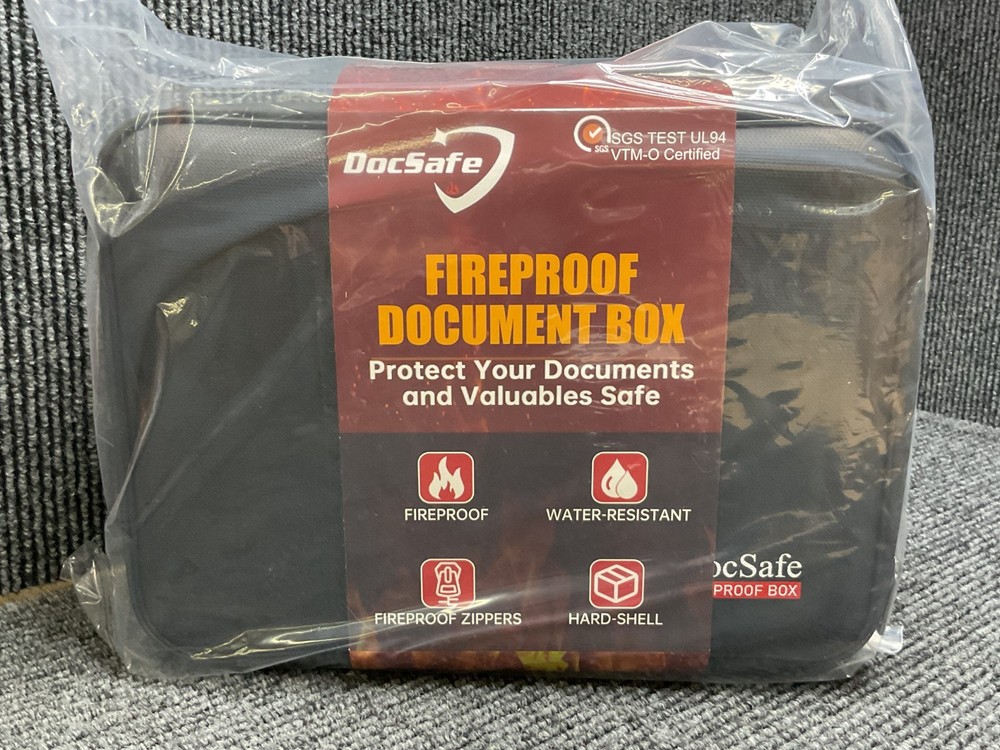 DocSafe
SGS
SGS TEST UL94
VTM-O Certified
FIREPROOF
DOCUMENT BOX
Protect Your Documents
and Valuables Safe
FIREPROOF
WATER-RESISTANT
FIREPROOF ZIPPERS
HARD-SHELL
ocSafe
PROOF BOX